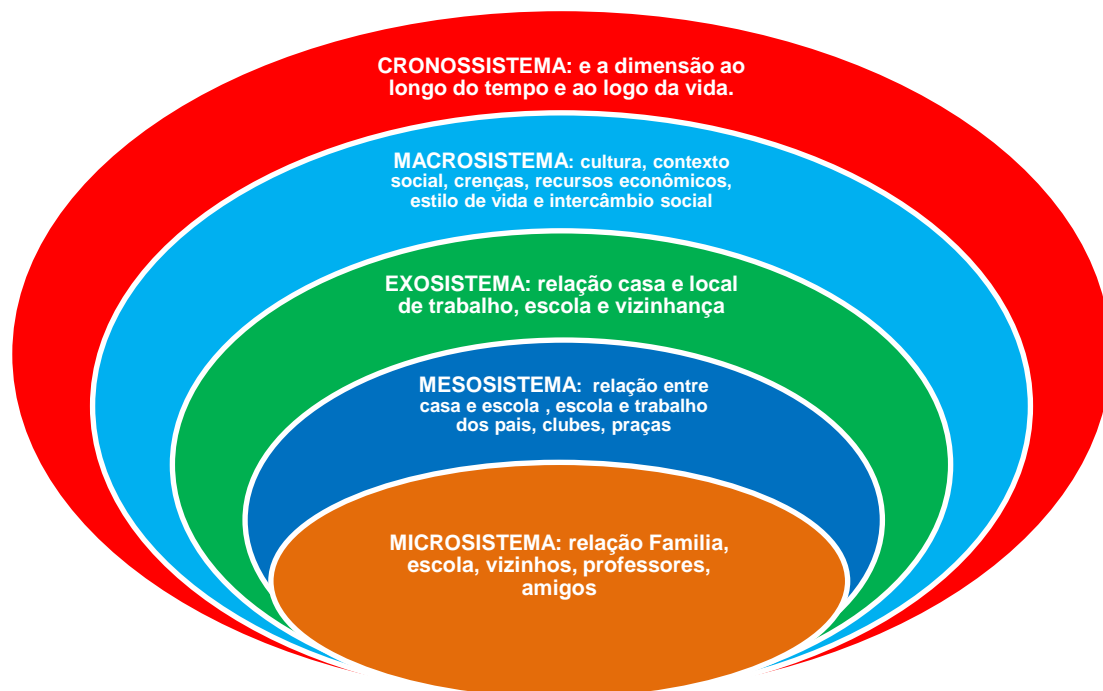 CRONOSSISTEMA: e a dimensão ao
longo do tempo e ao logo da vida.
MACROSISTEMA: cultura, contexto
social, crenças, recursos econômicos,
estilo de vida e intercâmbio social
EXOSISTEMA: relação casa e local
de trabalho, escola e vizinhança
MESOSISTEMA: relação entre
casa e escola , escola e trabalho
dos pais, clubes, praças
MICROSISTEMA: relação Familia,
escola, vizinhos, professores,
amigos